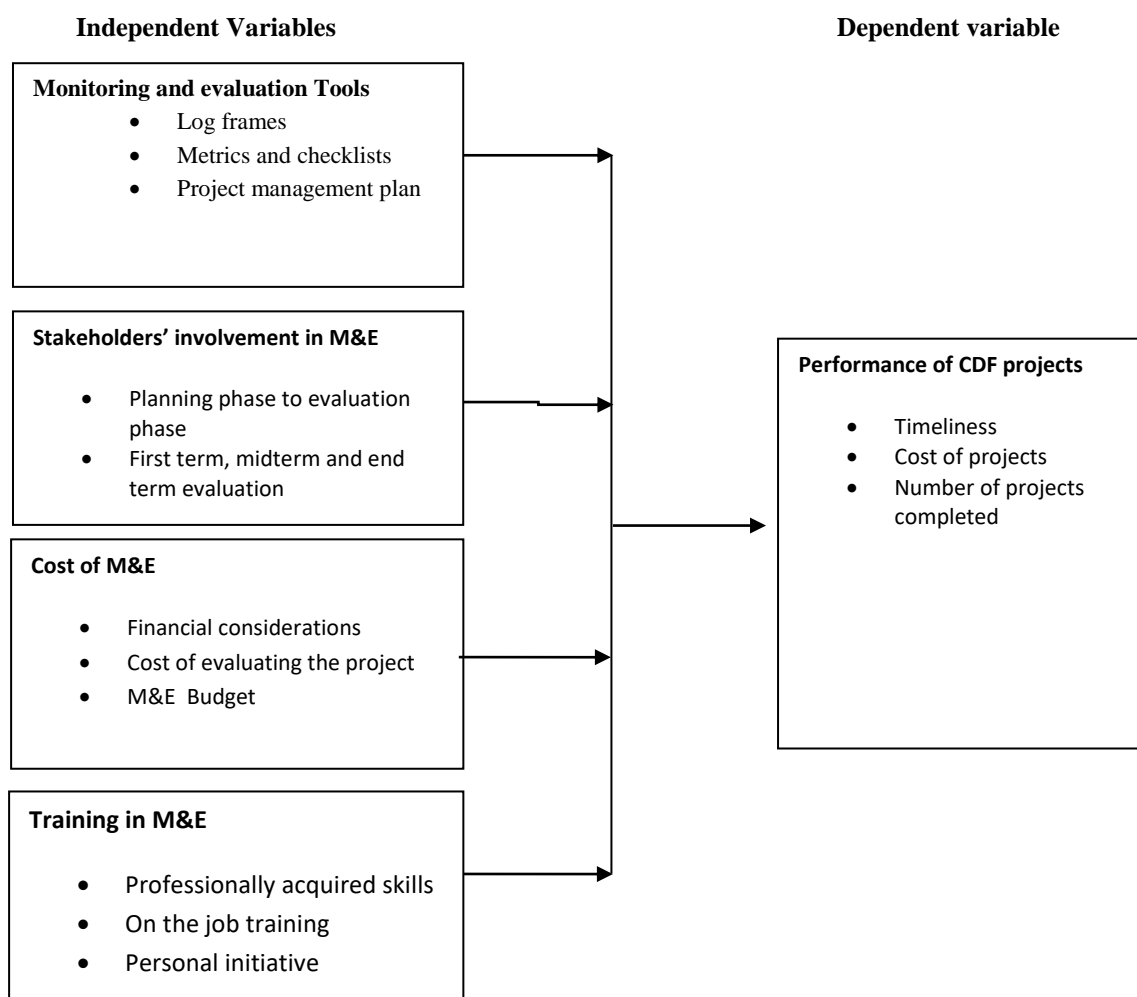 Independent Variables
Dependent variable
Monitoring and evaluation Tools
• Log frames
• Metrics and checklists
• Project management plan
Stakeholders’ involvement in M&E
• Planning phase to evaluation
phase
• First term, midterm and end
term evaluation
Cost of M&E
• Financial considerations
• Cost of evaluating the project
• M&E Budget
Training in M&E
• Professionally acquired skills
• On the job training
• Personal initiative
Performance of CDF projects
• Timeliness
• Cost of projects
• Number of projects
completed